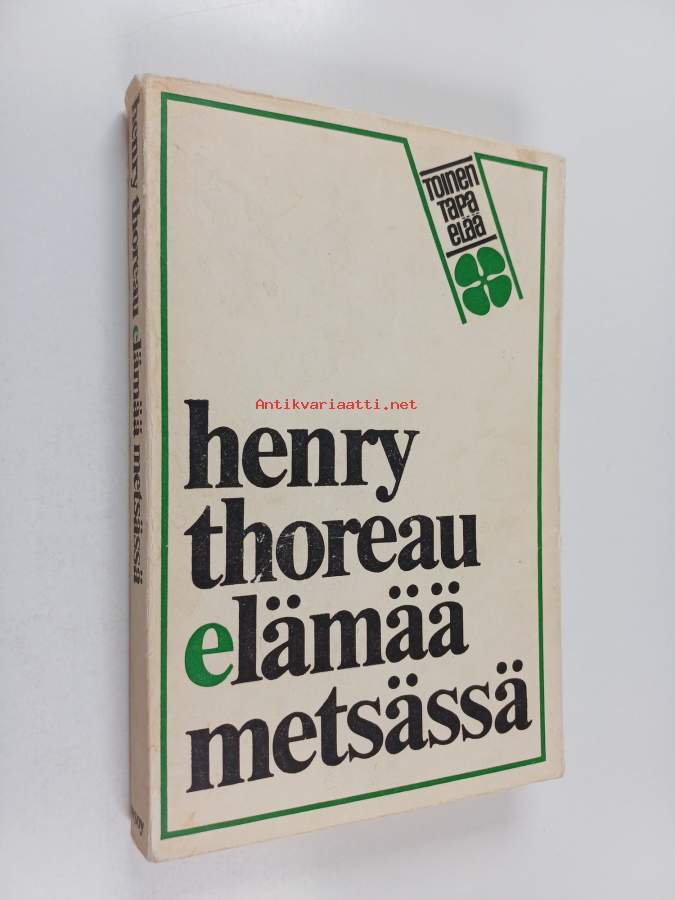 TOINEN
TAPA
ELÄÄ
henry
thoreau
elämää
metsässä
henry thoreau elämää metsässä
Antikvariaatti.net